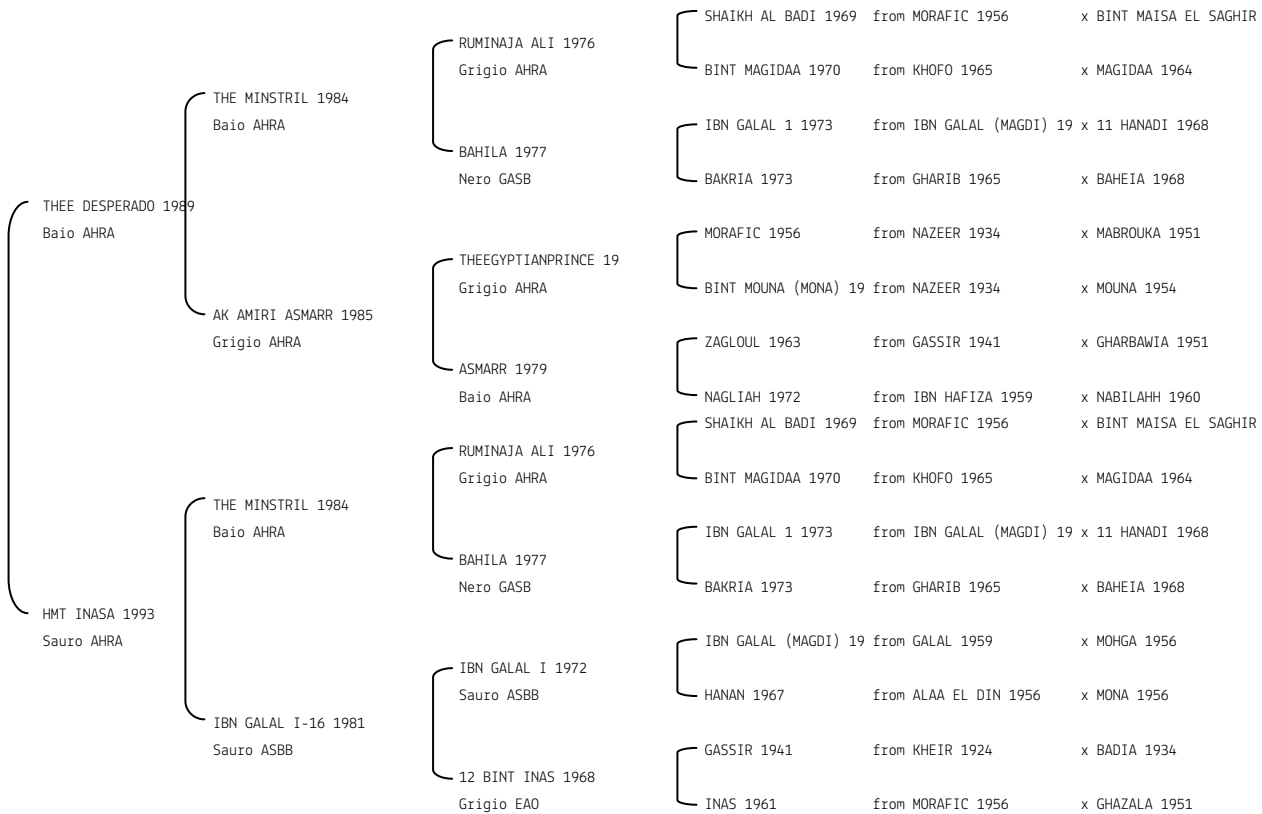 SHAIKH AL BADI 1969 from MORAFIC 1956 x BINT MAISA EL SAGHIR
RUMINAJA ALI 1976
Grigio AHRA
BINT MAGIDAA 1970 from KHOFO 1965 x MAGIDAA 1964
THE MINSTRIL 1984
Baio AHRA
IBN GALAL 1 1973 from IBN GALAL (MAGDI) 19 x 11 HANADI 1968
BAHILA 1977
Nero GASB
BAKRIA 1973 from GHARIB 1965 x BAHEIA 1968
THEE DESPERADO 1989
Baio AHRA
MORAFIC 1956 from NAZEER 1934 x MABROUKA 1951
THEEGYPTIANPRINCE 19
Grigio AHRA
BINT MOUNA (MONA) 19 from NAZEER 1934 x MOUNA 1954
AK AMIRI ASMARR 1985
Grigio AHRA
ZAGLOUL 1963 from GASSIR 1941 x GHARBAWIA 1951
ASMARR 1979
Baio AHRA
NAGLIAH 1972 from IBN HAFIZA 1959 x NABILAHH 1960
SHAIKH AL BADI 1969 from MORAFIC 1956 x BINT MAISA EL SAGHIR
RUMINAJA ALI 1976
Grigio AHRA
BINT MAGIDAA 1970 from KHOFO 1965 x MAGIDAA 1964
THE MINSTRIL 1984
Baio AHRA
IBN GALAL 1 1973 from IBN GALAL (MAGDI) 19 x 11 HANADI 1968
BAHILA 1977
Nero GASB
BAKRIA 1973 from GHARIB 1965 x BAHEIA 1968
HMT INASA 1993
Sauro AHRA
IBN GALAL (MAGDI) 19 from GALAL 1959 x MOHGA 1956
IBN GALAL I 1972
Sauro ASBB
HANAN 1967 from ALAA EL DIN 1956 x MONA 1956
IBN GALAL I-16 1981
Sauro ASBB
GASSIR 1941 from KHEIR 1924 x BADIA 1934
12 BINT INAS 1968
Grigio EAO
INAS 1961 from MORAFIC 1956 x GHAZALA 1951